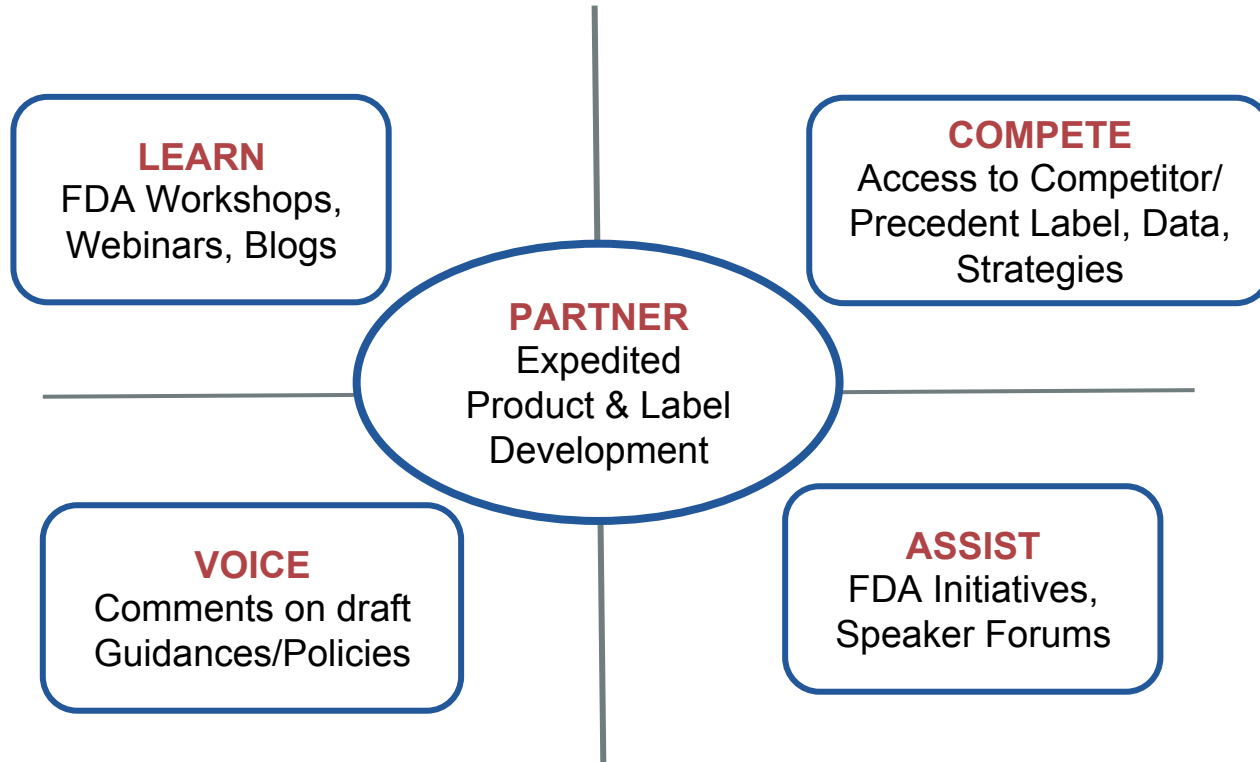 LEARN
FDA Workshops,
Webinars, Blogs
COMPETE
Access to Competitor/
Precedent Label, Data,
Strategies
PARTNER
Expedited
Product & Label
Development
VOICE
Comments on draft
Guidances/Policies
ASSIST
FDA Initiatives,
Speaker Forums